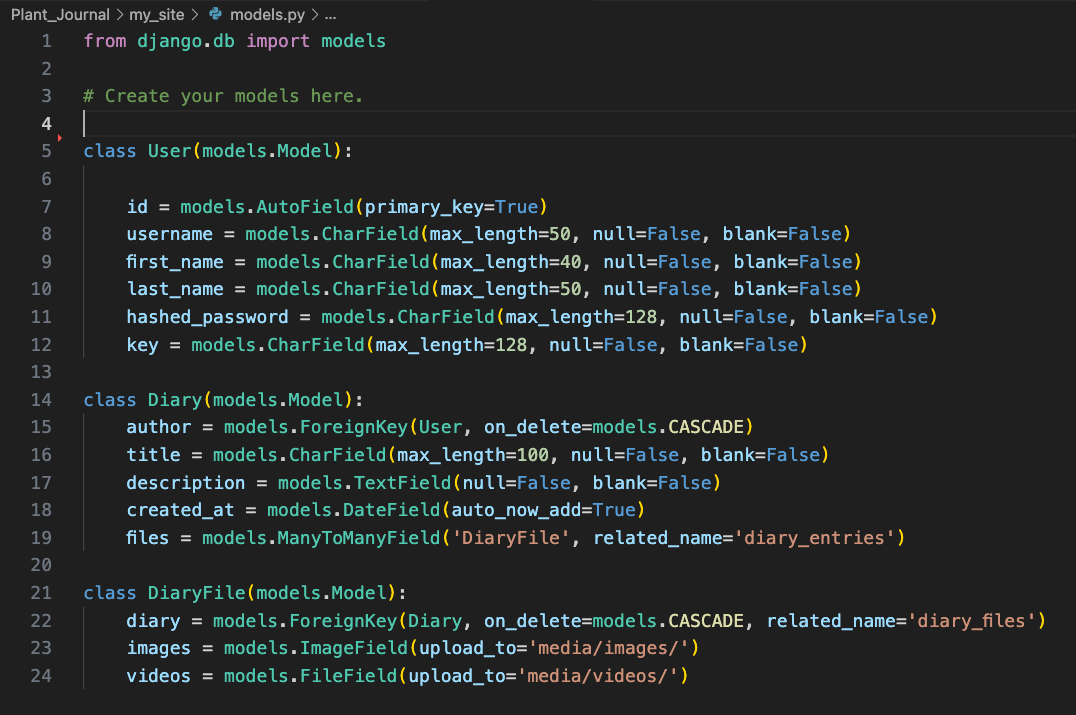 Plant_Journal > my_site > models.py > ...
1 from django.db import models
2
3 # Create your models here.
4
5 class User(models.Model):
6
7     id = models.AutoField(primary_key=True)
8     username = models.CharField(max_length=50, null=False, blank=False)
9     first_name = models.CharField(max_length=40, null=False, blank=False)
10     last_name = models.CharField(max_length=50, null=False, blank=False)
11     hashed_password = models.CharField(max_length=128, null=False, blank=False)
12     key = models.CharField(max_length=128, null=False, blank=False)
13
14 class Diary(models.Model):
15     author = models.ForeignKey(User, on_delete=models.CASCADE)
16     title = models.CharField(max_length=100, null=False, blank=False)
17     description = models.TextField(null=False, blank=False)
18     created_at = models.DateField(auto_now_add=True)
19     files = models.ManyToManyField('DiaryFile', related_name='diary_entries')
20
21 class DiaryFile(models.Model):
22     diary = models.ForeignKey(Diary, on_delete=models.CASCADE, related_name='diary_files')
23     images = models.ImageField(upload_to='media/images/')
24     videos = models.FileField(upload_to='media/videos/')